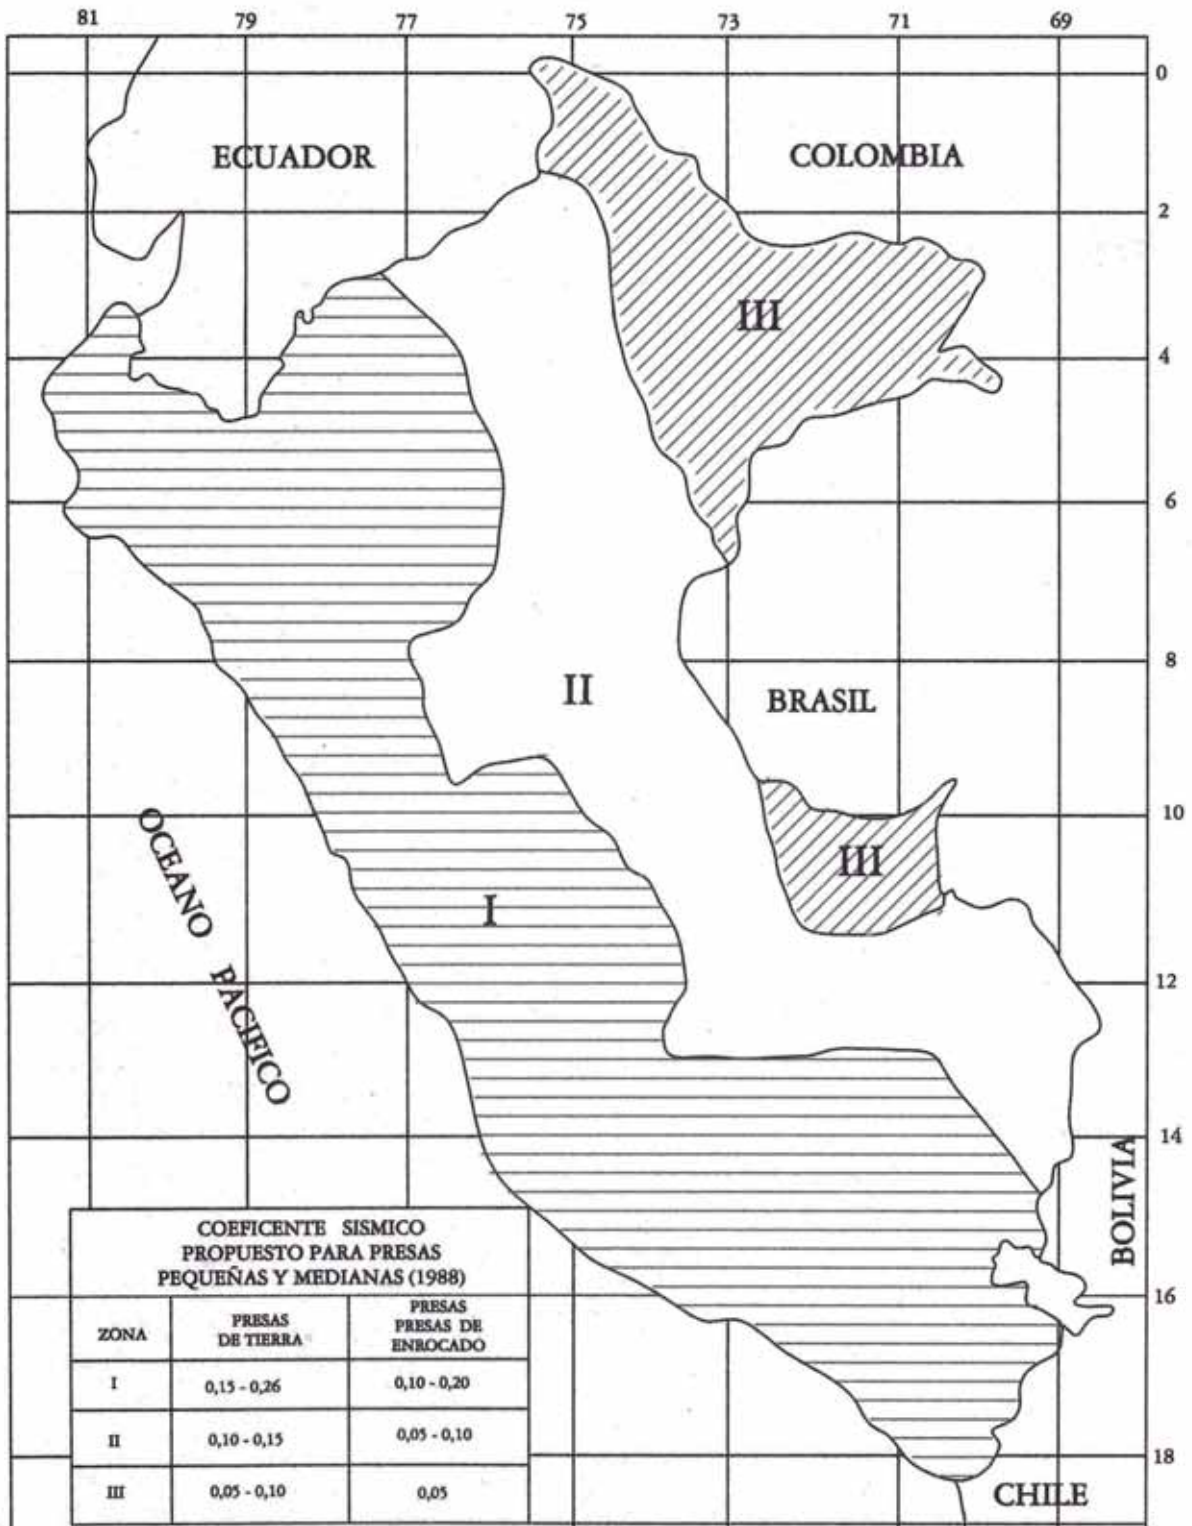 81 79 77 75 73 71 69
0
ECUADOR COLOMBIA
2
III
4
6
8
II
BRASIL
10
OCEANO PACIFICO
III
I
12
14
BOLIVIA
COEFICENTE SISMICO
PROPUESTO PARA PRESAS
PEQUEÑAS Y MEDIANAS (1988)
16
ZONA
PRESAS
DE TIERRA
PRESAS
PRESAS DE
ENROCADO
I 0,15 - 0,26 0,10 - 0,20
II 0,10 - 0,15 0,05 - 0,10
18
III 0,05 - 0,10 0,05
CHILE